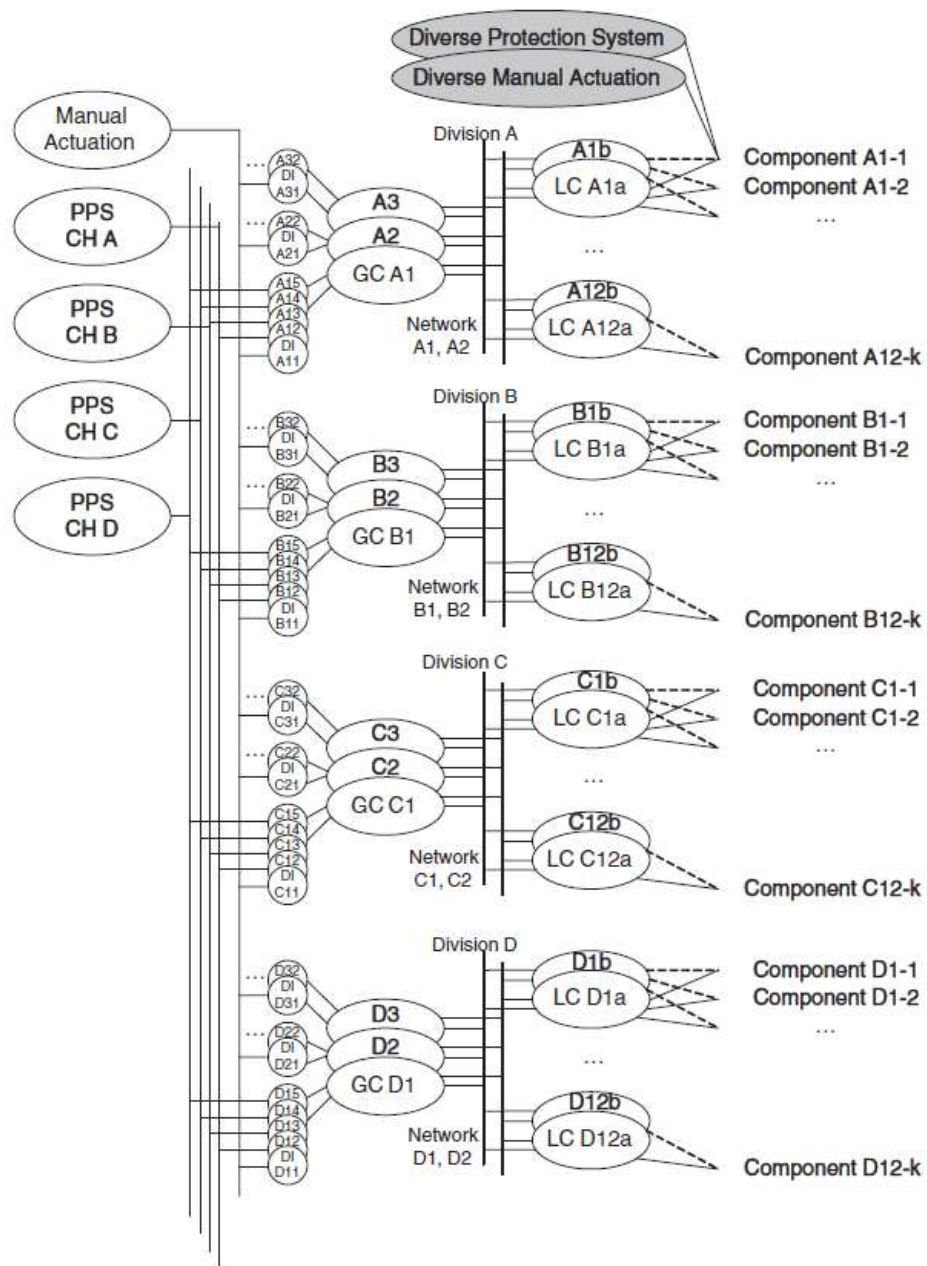 Diverse Protection System
Diverse Manual Actuation
Manual
Actuation
PPS
CH A
PPS
CH B
PPS
CH C
PPS
CH D
Division A
... A32
DI
A31
... A22
DI
A21
A15
A14
A13
A12
DI
A11
A3
A2
GC A1
Network
A1, A2
A1b
LC A1a
...
A12b
LC A12a
Component A1-1
Component A1-2
...
Component A12-k
Division B
... B32
DI
B31
... B22
DI
B21
B15
B14
B13
B12
DI
B11
B3
B2
GC B1
Network
B1, B2
B1b
LC B1a
...
B12b
LC B12a
Component B1-1
Component B1-2
...
Component B12-k
Division C
... C32
DI
C31
... C22
DI
C21
C15
C14
C13
C12
DI
C11
C3
C2
GC C1
Network
C1, C2
C1b
LC C1a
...
C12b
LC C12a
Component C1-1
Component C1-2
...
Component C12-k
Division D
... D32
DI
D31
... D22
DI
D21
D15
D14
D13
D12
DI
D11
D3
D2
GC D1
Network
D1, D2
D1b
LC D1a
...
D12b
LC D12a
Component D1-1
Component D1-2
...
Component D12-k